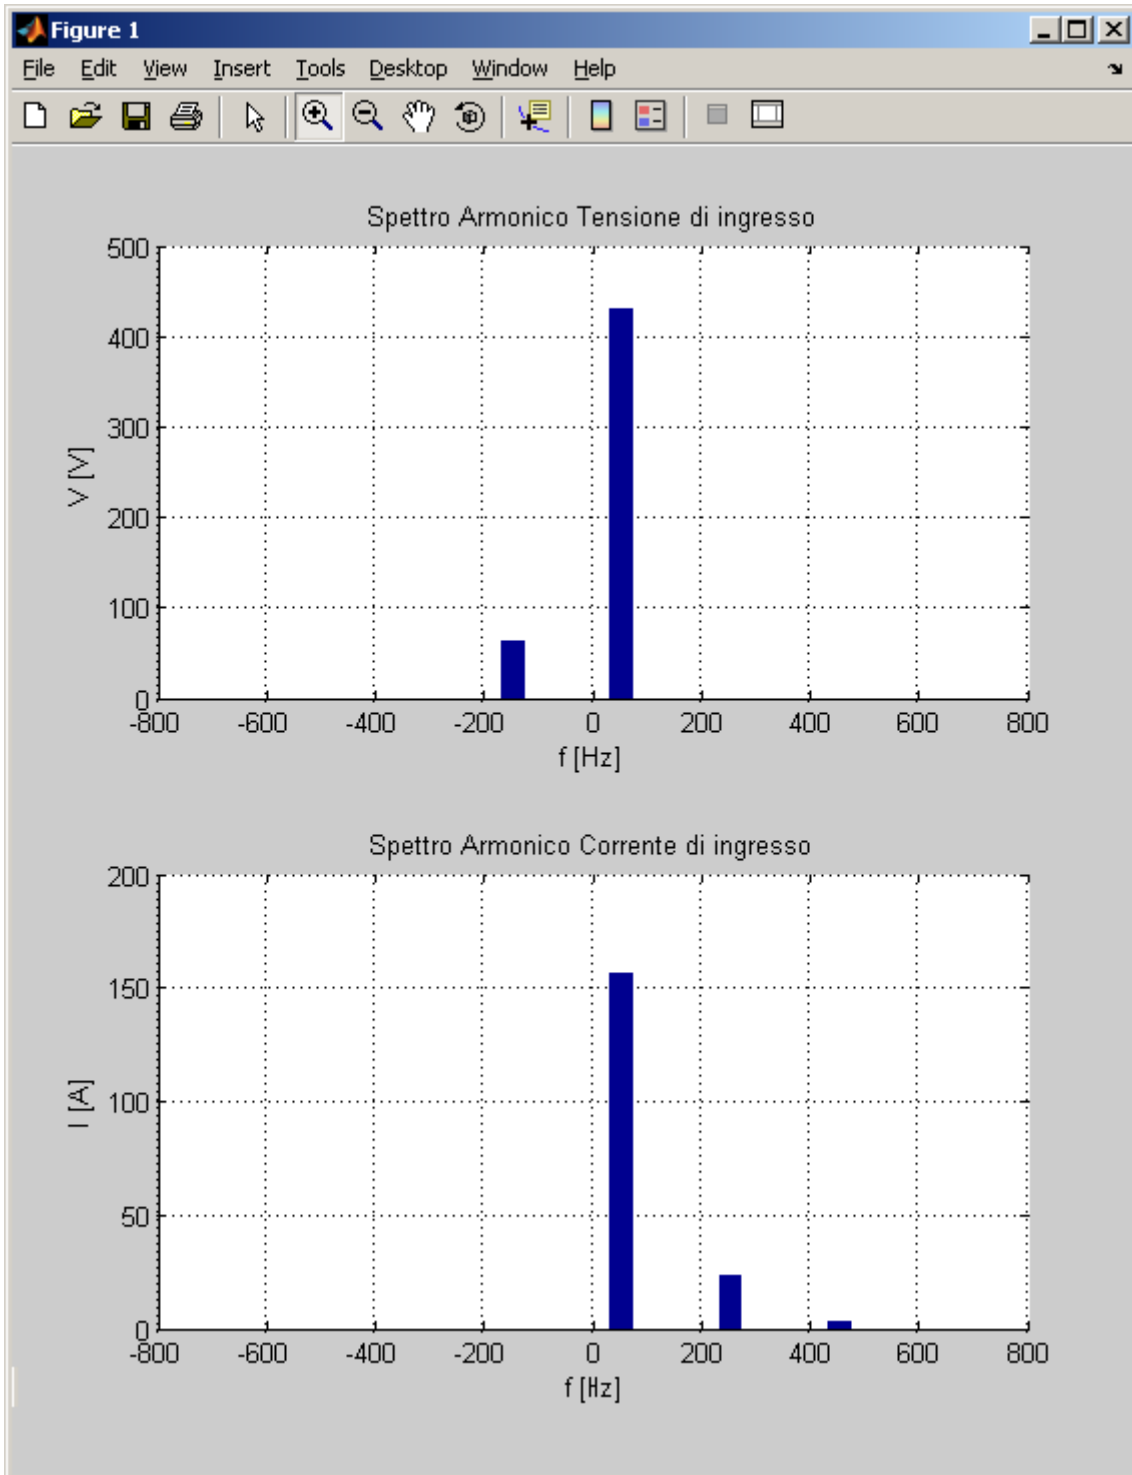 Figure 1
File Edit View Insert Tools Desktop Window Help
Spettro Armonico Tensione di ingresso
500
400
300
200
100
0
V [V]
-800 -600 -400 -200 0 200 400 600 800
f [Hz]
Spettro Armonico Corrente di ingresso
200
150
100
50
0
I [A]
-800 -600 -400 -200 0 200 400 600 800
f [Hz]